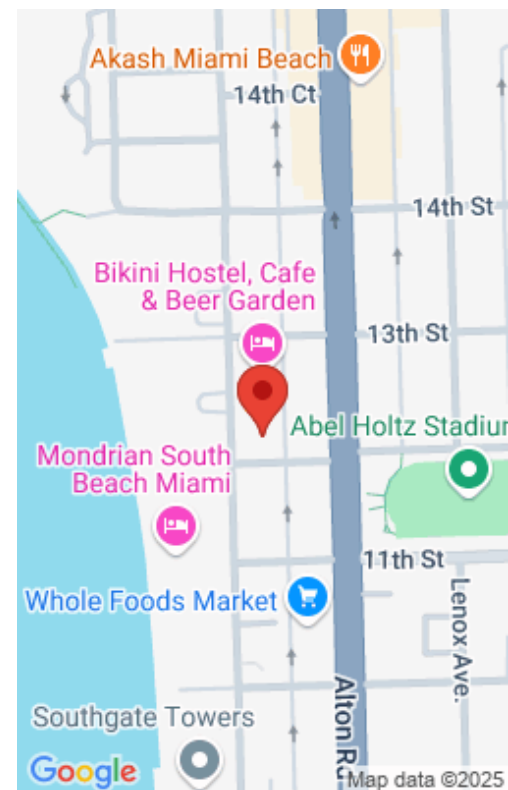 Akash Miami Beach
14th Ct
14th St
Bikini Hostel, Cafe
& Beer Garden
13th St
Abel Holtz Stadium
Mondrian South
Beach Miami
11th St
Whole Foods Market
Lenox Ave.
Southgate Towers
Alton Rd
Google
Map data ©2025